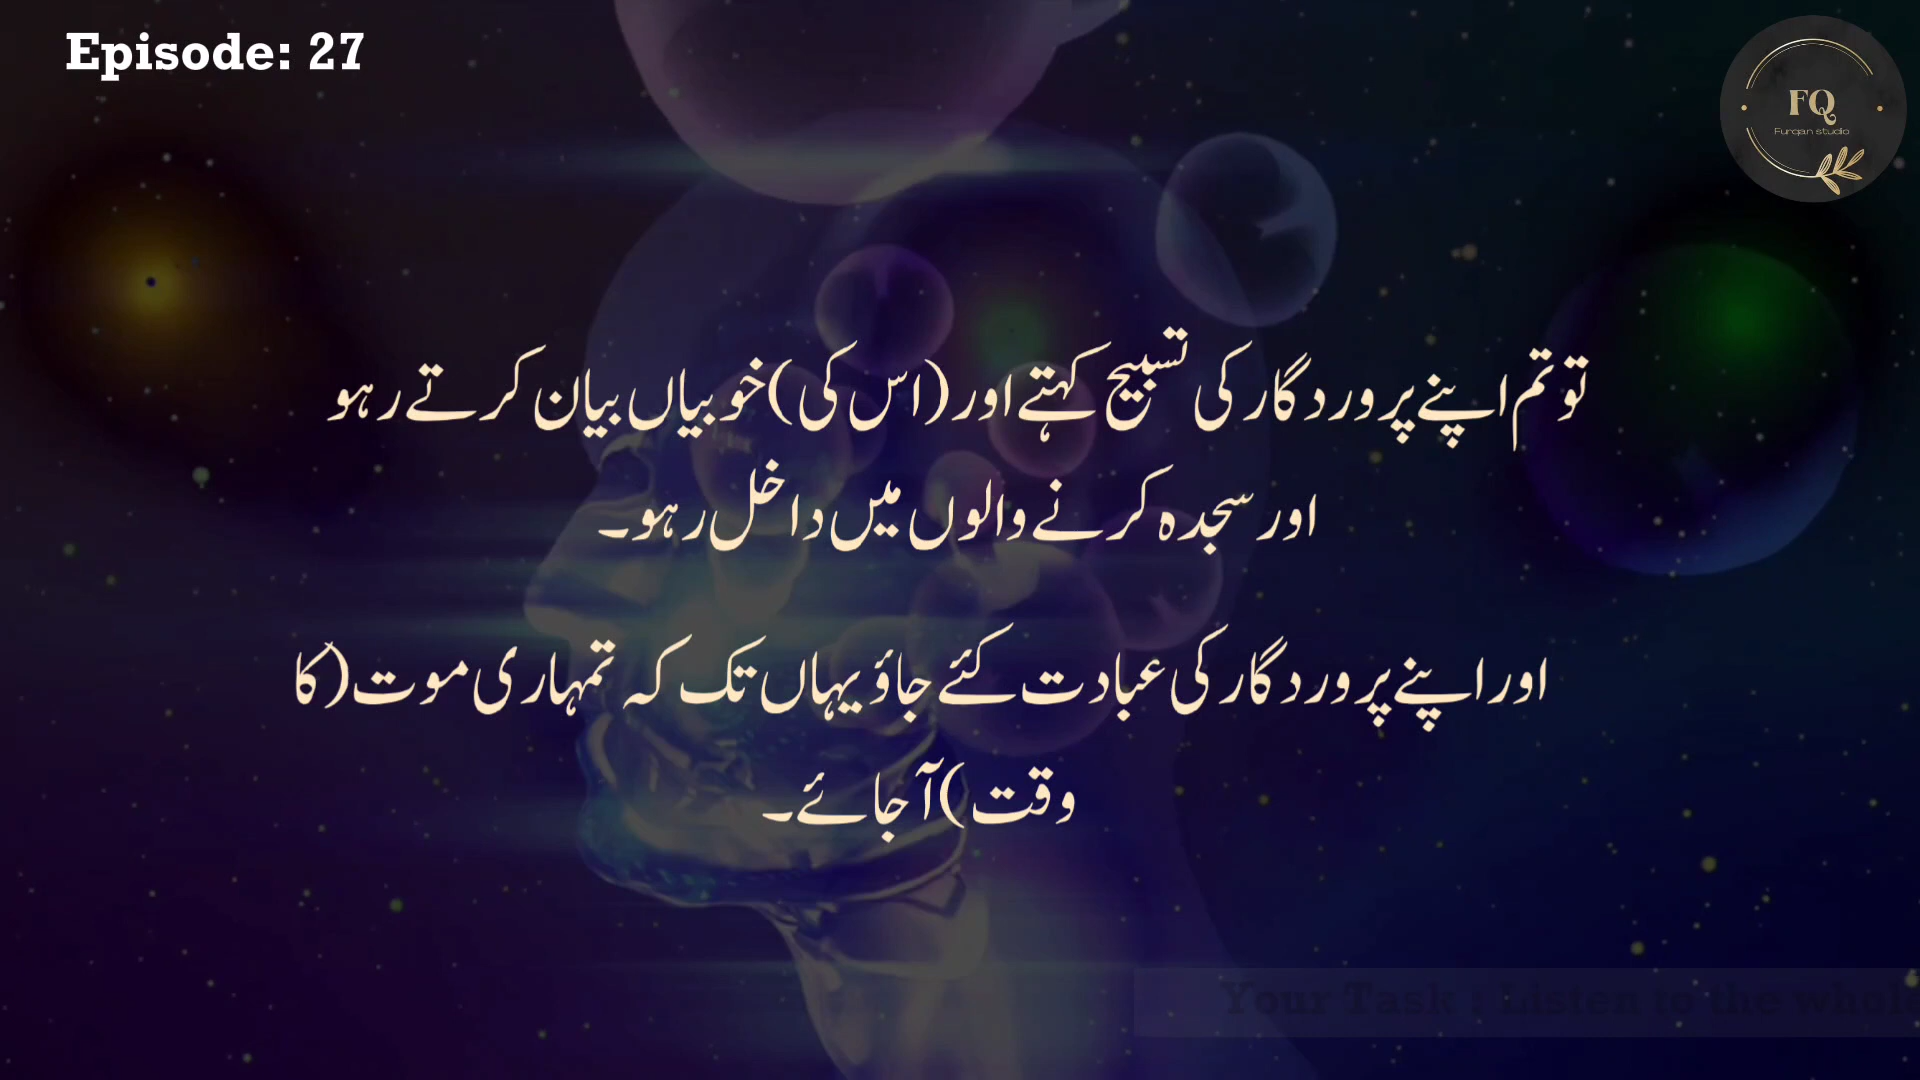 Episode: 27
FQ
Furqan studio
تو تم اپنے پروردگار کی تسبیح کہتے اور (اس کی) خوبیاں بیان کرتے رہو
اور سجدہ کرنے والوں میں داخل رہو۔
اور اپنے پروردگار کی عبادت کئے جاؤ یہاں تک کہ تمہاری موت (کا
وقت) آجائے۔
Your Task : Listen to the whole